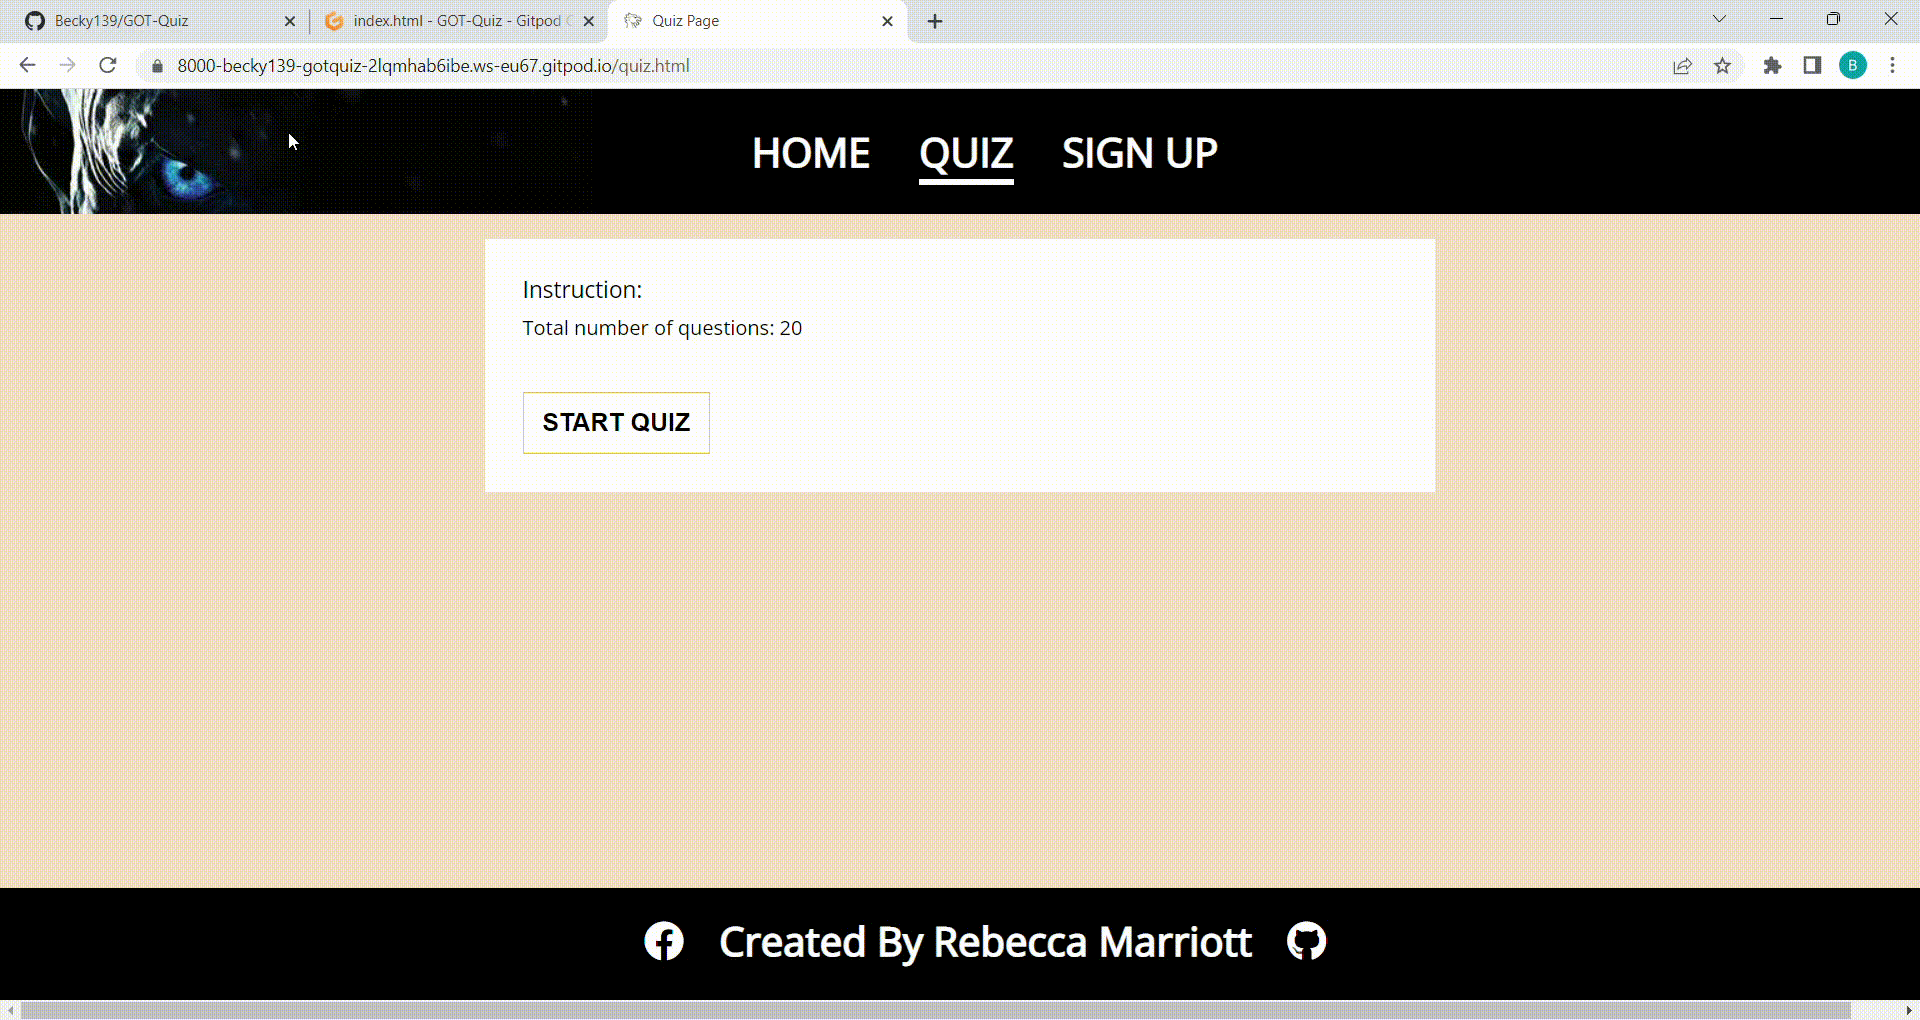 Becky139/GOT-Quiz
index.html - GOT-Quiz - Gitpod
Quiz Page
8000-becky139-gotquiz-2lqmhab6ibe.ws-eu67.gitpod.io/quiz.html
B
HOME QUIZ SIGN UP
Instruction:
Total number of questions: 20
START QUIZ
Created By Rebecca Marriott